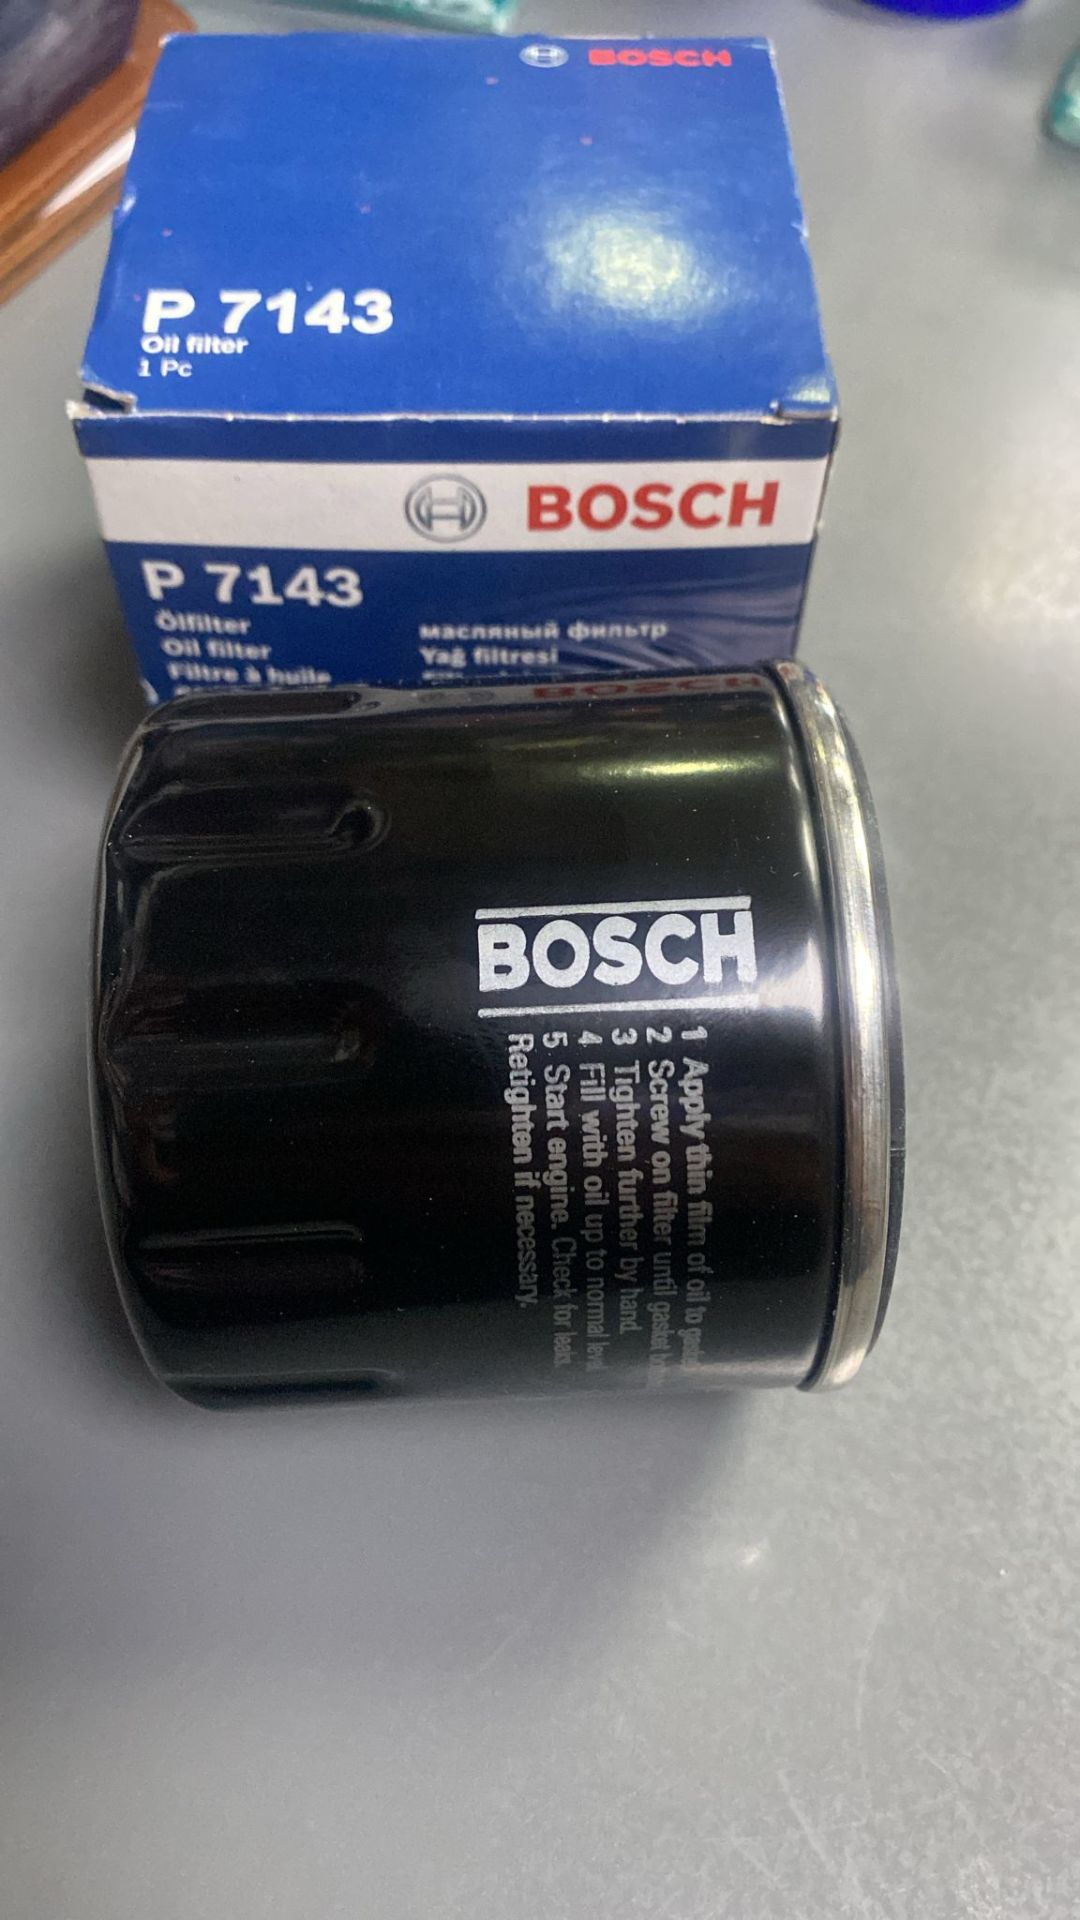 BOSCH
P 7143
Oil filter
1 Pc
BOSCH
P 7143
Ölfilter
Oil filter
Filtre à huile
масляный фильтр
Yağ filtresi
BOSCH
BOSCH
1 Apply thin film of oil to
2 Screw on filter until gasket
3 Tighten further by hand.
4 Fill with oil up to normal level
5 Start engine. Check for leaks.
Retighten if necessary.